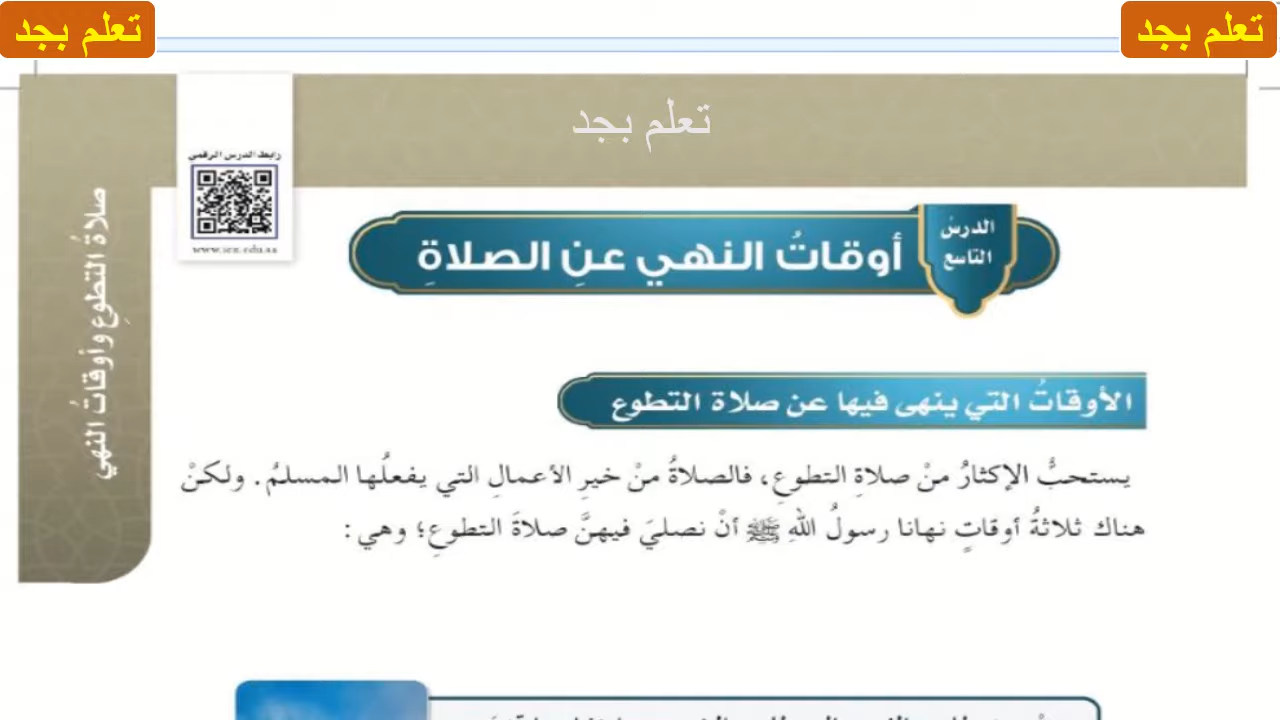 تعلم بجد
تعلم بجد
تعلم بجد
رابط الدرس الرقمي
www.ien.edu.sa
صلاةُ التطوعِ وأوقاتُ النهي
الدرسُ التاسع
أوقاتُ النهي عنِ الصلاةِ
الأوقاتُ التي ينهى فيها عن صلاة التطوع
يستحبُّ الإكثارُ منْ صلاةِ التطوعِ، فالصلاةُ منْ خيرِ الأعمالِ التي يفعلُها المسلمُ. ولكنْ
هناك ثلاثةُ أوقاتٍ نهانا رسولُ اللهِ ﷺ أنْ نصليَ فيهنَّ صلاةَ التطوعِ؛ وهي: